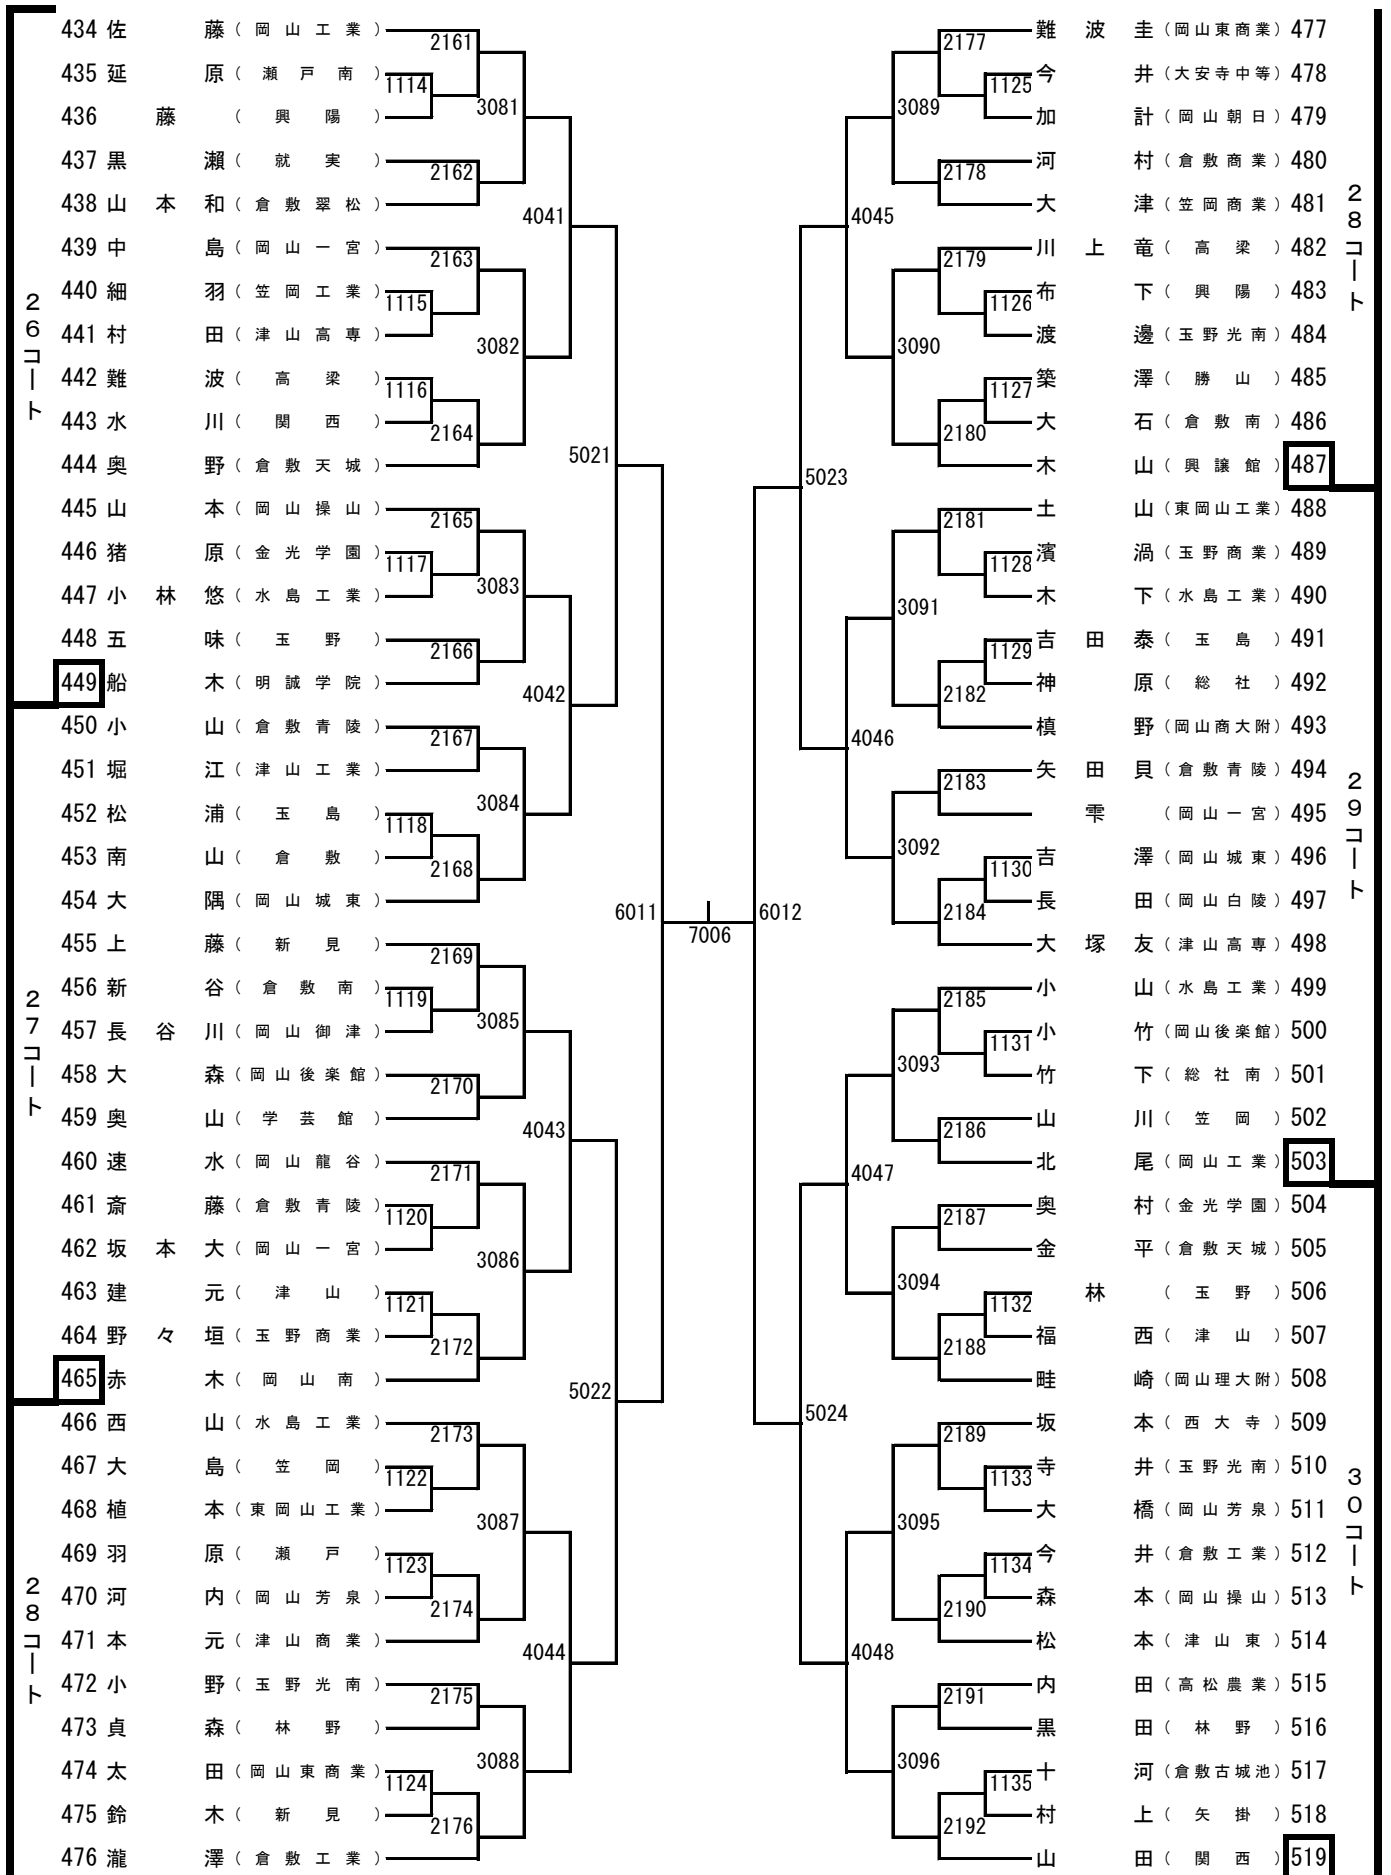 434 佐藤 (岡山工業)
435 延原 (瀬戸南)
436 藤 (興陽)
437 黒瀬 (就実)
438 山本和 (倉敷翠松)
439 中島 (岡山一宮)
440 細羽 (笠岡工業)
441 村田 (津山高専)
442 難波 (高梁)
443 水川 (関西)
444 奥野 (倉敷天城)
445 山本 (岡山操山)
446 猪原 (金光学園)
447 小林悠 (水島工業)
448 五味 (玉野)
449 船木 (明誠学院)
450 小山 (倉敷青陵)
451 堀江 (津山工業)
452 松浦 (玉島)
453 南山 (倉敷)
454 大隅 (岡山城東)
455 上藤 (新見)
456 新谷 (倉敷南)
457 長谷川 (岡山御津)
458 大森 (岡山後楽館)
459 奥山 (学芸館)
460 速水 (岡山龍谷)
461 斎藤 (倉敷青陵)
462 坂本大 (岡山一宮)
463 建元 (津山)
464 野々垣 (玉野商業)
465 赤木 (岡山南)
466 西山 (水島工業)
467 大島 (笠岡)
468 植本 (東岡山工業)
469 羽原 (瀬戸)
470 河内 (岡山芳泉)
471 本元 (津山商業)
472 小野 (玉野光南)
473 貞森 (林野)
474 太田 (岡山東商業)
475 鈴木 (新見)
476 瀧澤 (倉敷工業)
26コート
27コート
28コート
1114
1115
1116
1117
1118
1119
1120
1121
1122
1123
1124
2161
2162
2163
2164
2165
2166
2167
2168
2169
2170
2171
2172
2173
2174
2175
2176
3081
3082
3083
3084
3085
3086
3087
3088
4041
4042
4043
4044
5021
5022
6011
7006
6012
5023
5024
4045
4046
4047
4048
3089
3090
3091
3092
3093
3094
3095
3096
2177
2178
2179
2180
2181
2182
2183
2184
2185
2186
2187
2188
2189
2190
2191
2192
1125
1126
1127
1128
1129
1130
1131
1132
1133
1134
1135
難波圭 (岡山東商業) 477
今井 (大安寺中等) 478
加計 (岡山朝日) 479
河村 (倉敷商業) 480
大津 (笠岡商業) 481
川上竜 (高梁) 482
布下 (興陽) 483
渡邊 (玉野光南) 484
築澤 (勝山) 485
大石 (倉敷南) 486
木山 (興譲館) 487
土山 (東岡山工業) 488
濱渦 (玉野商業) 489
木下 (水島工業) 490
吉田泰 (玉島) 491
神原 (総社) 492
槙野 (岡山商大附) 493
矢田貝 (倉敷青陵) 494
雫 (岡山一宮) 495
吉澤 (岡山城東) 496
長田 (岡山白陵) 497
大塚友 (津山高専) 498
小山 (水島工業) 499
小竹 (岡山後楽館) 500
竹下 (総社南) 501
山川 (笠岡) 502
北尾 (岡山工業) 503
奥村 (金光学園) 504
金平 (倉敷天城) 505
林 (玉野) 506
福西 (津山) 507
畦崎 (岡山理大附) 508
坂本 (西大寺) 509
寺井 (玉野光南) 510
大橋 (岡山芳泉) 511
今井 (倉敷工業) 512
森本 (岡山操山) 513
松本 (津山東) 514
内田 (高松農業) 515
黒田 (林野) 516
十河 (倉敷古城池) 517
村上 (矢掛) 518
山田 (関西) 519
28コート
29コート
30コート